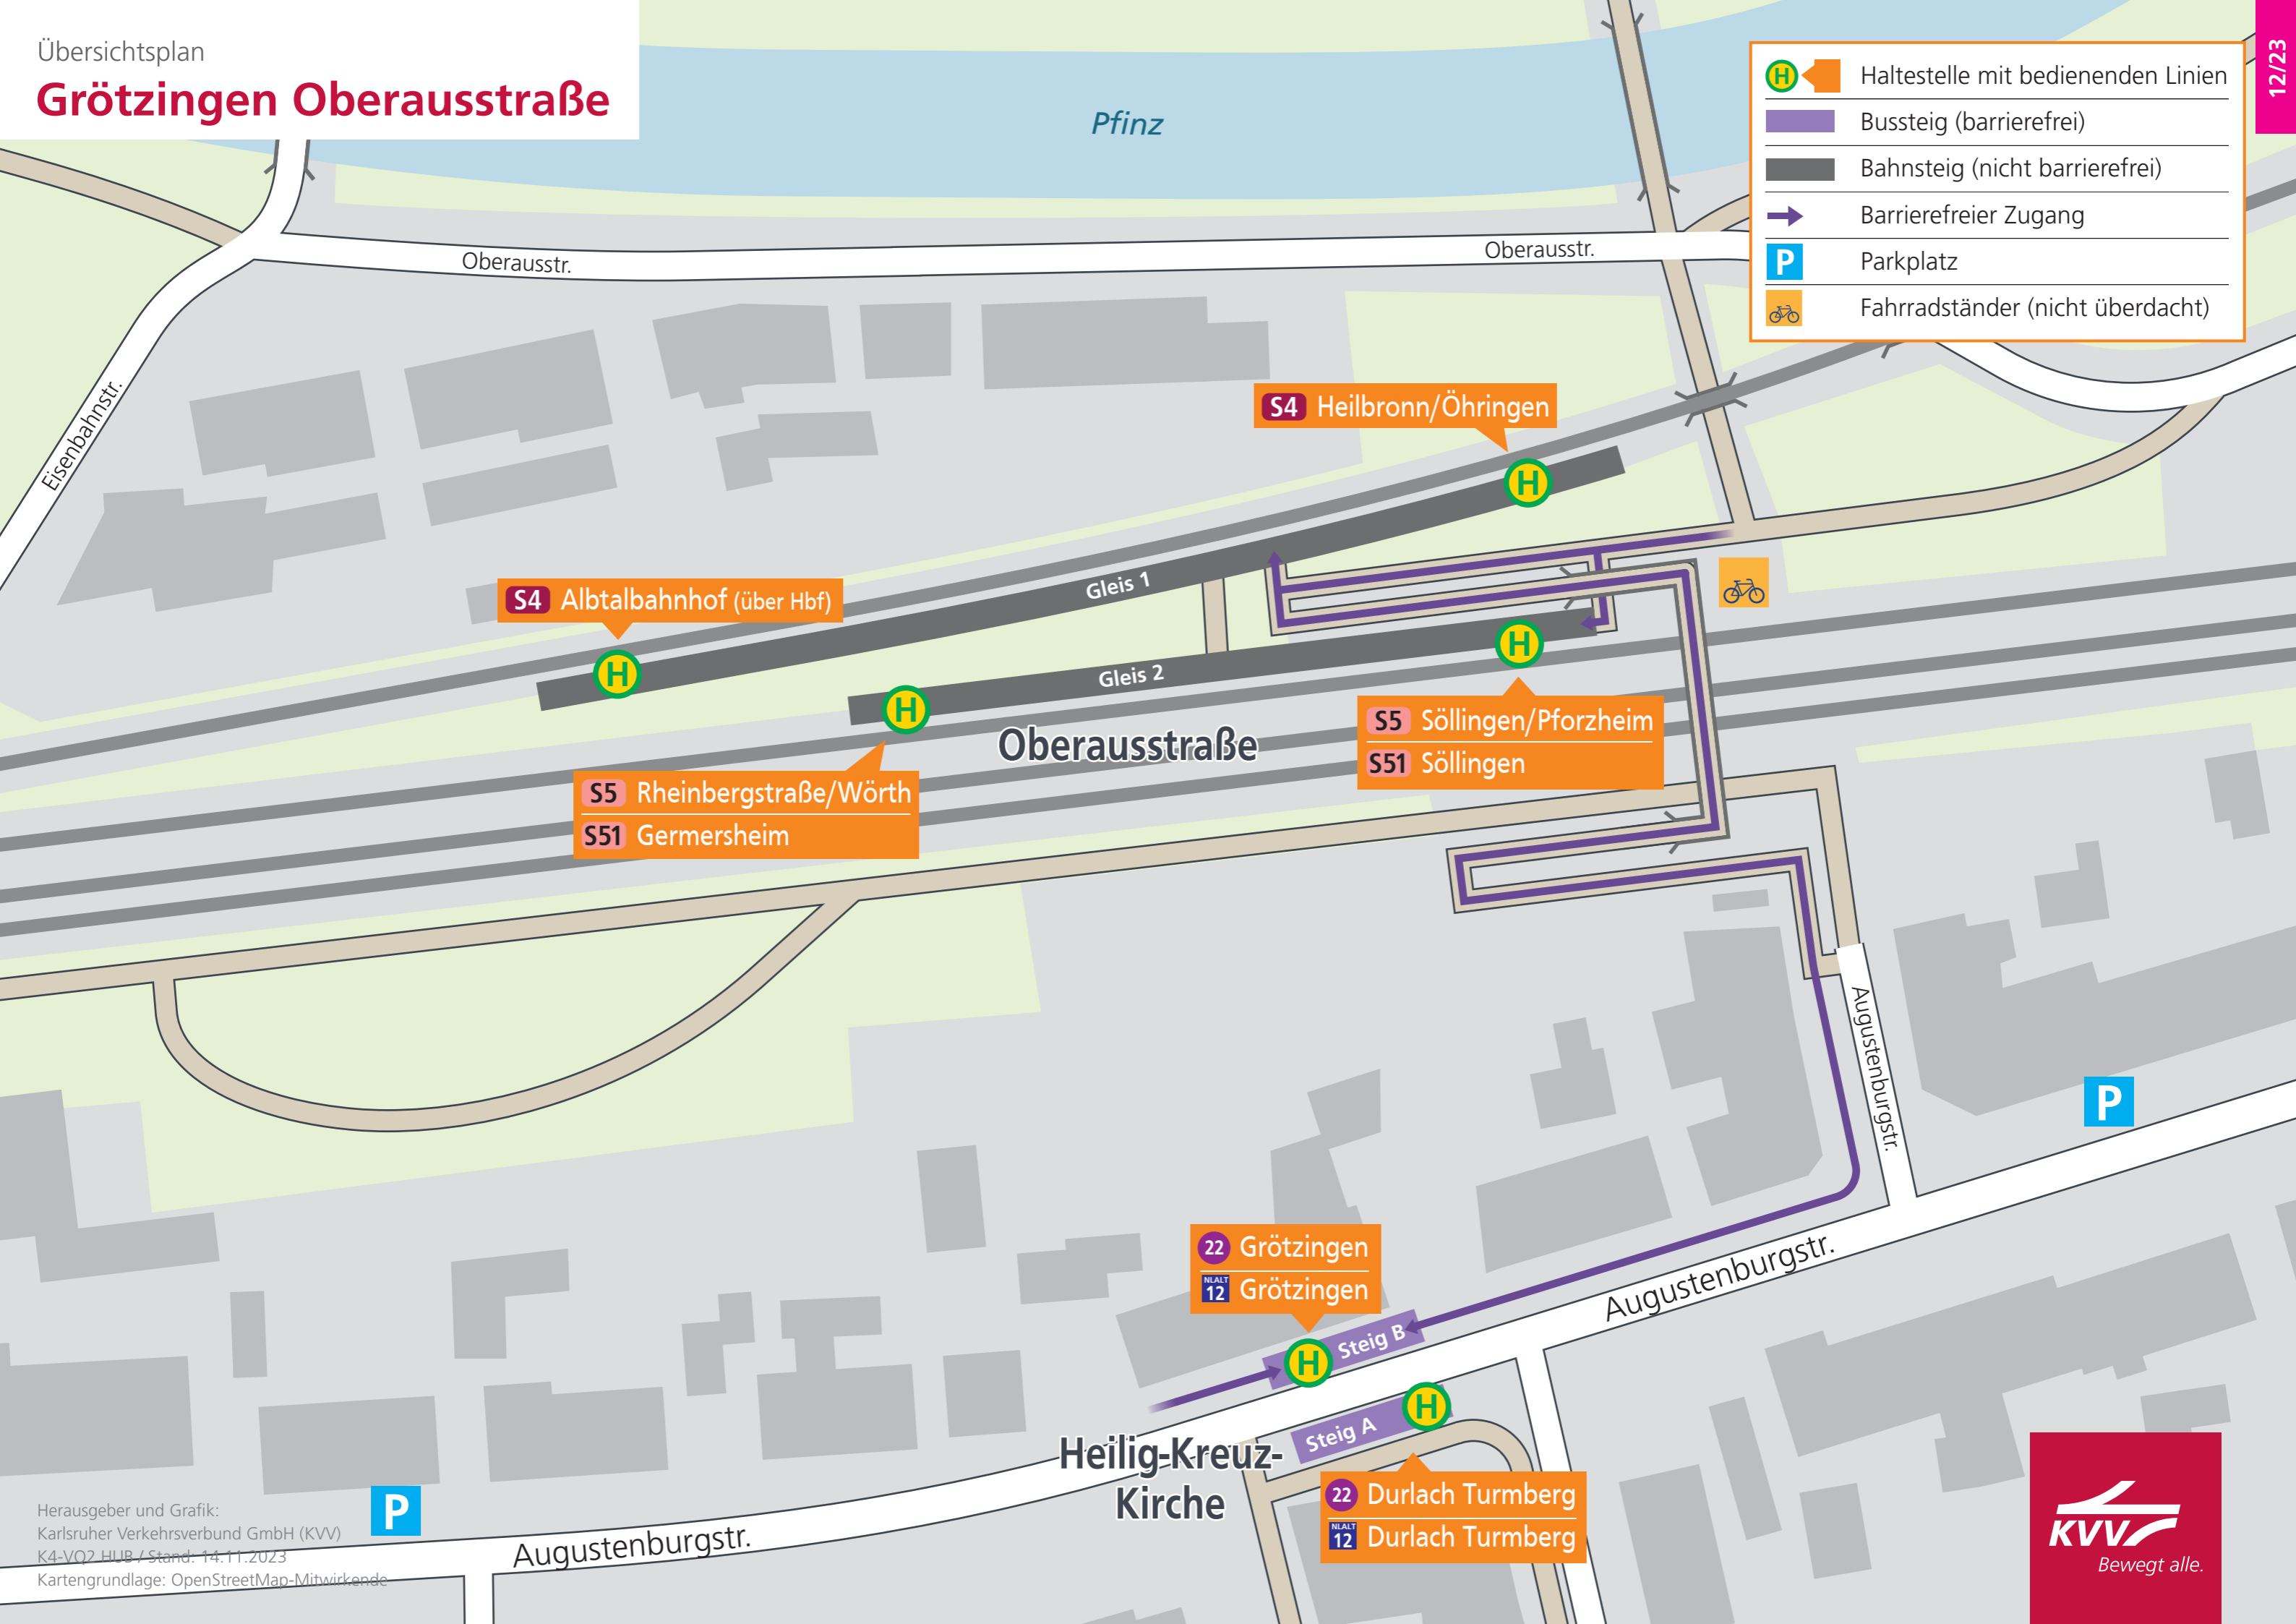 Übersichtsplan
Grötzingen Oberausstraße
12/23
Haltestelle mit bedienenden Linien
Bussteig (barrierefrei)
Bahnsteig (nicht barrierefrei)
Barrierefreier Zugang
P Parkplatz
Fahrradständer (nicht überdacht)
H
Pfinz
Oberausstr.
Oberausstr.
Eisenbahnstr.
S4 Heilbronn/Öhringen
H
S4 Albtalbahnhof (über Hbf)
H
Gleis 1
Gleis 2
H
H
Oberausstraße
S5 Söllingen/Pforzheim
S51 Söllingen
S5 Rheinbergstraße/Wörth
S51 Germersheim
Augustenburgstr.
P
22 Grötzingen
NLALT 12 Grötzingen
Augustenburgstr.
H
Steig B
H
Steig A
Heilig-Kreuz-
Kirche
22 Durlach Turmberg
NLALT 12 Durlach Turmberg
P
Augustenburgstr.
Herausgeber und Grafik:
Karlsruher Verkehrsverbund GmbH (KVV)
K4-VQ2 HUB / Stand: 14.11.2023
Kartengrundlage: OpenStreetMap-Mitwirkende
KVV
Bewegt alle.